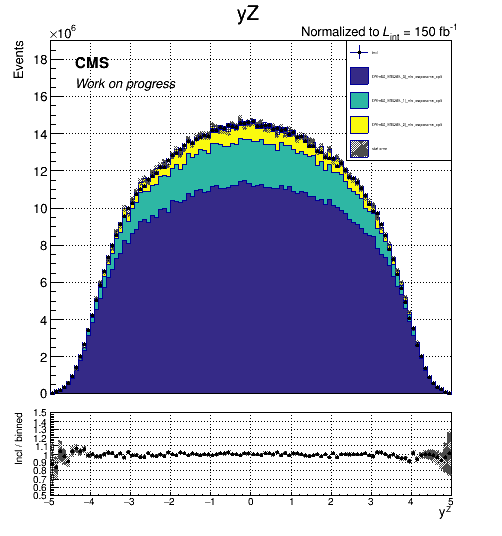 yZ
Normalized to L_int = 150 fb^-1
×10^6
Events
CMS
Work on progress
Incl
stat error
18
16
14
12
10
8
6
4
2
0
Incl / binned
1.5
1.4
1.3
1.2
1.1
1
0.9
0.8
0.7
0.6
0.5
−5 −4 −3 −2 −1 0 1 2 3 4 5
y^Z